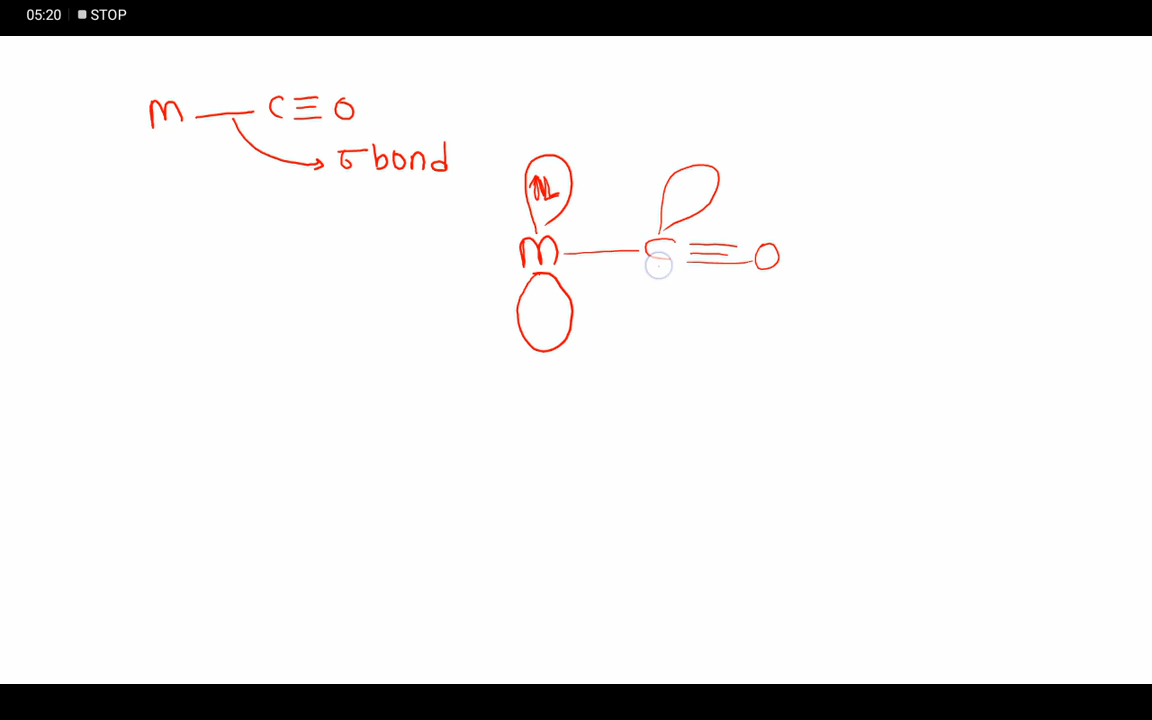 05:20 STOP
M — C ≡ O
σ bond
M — C ≡ O